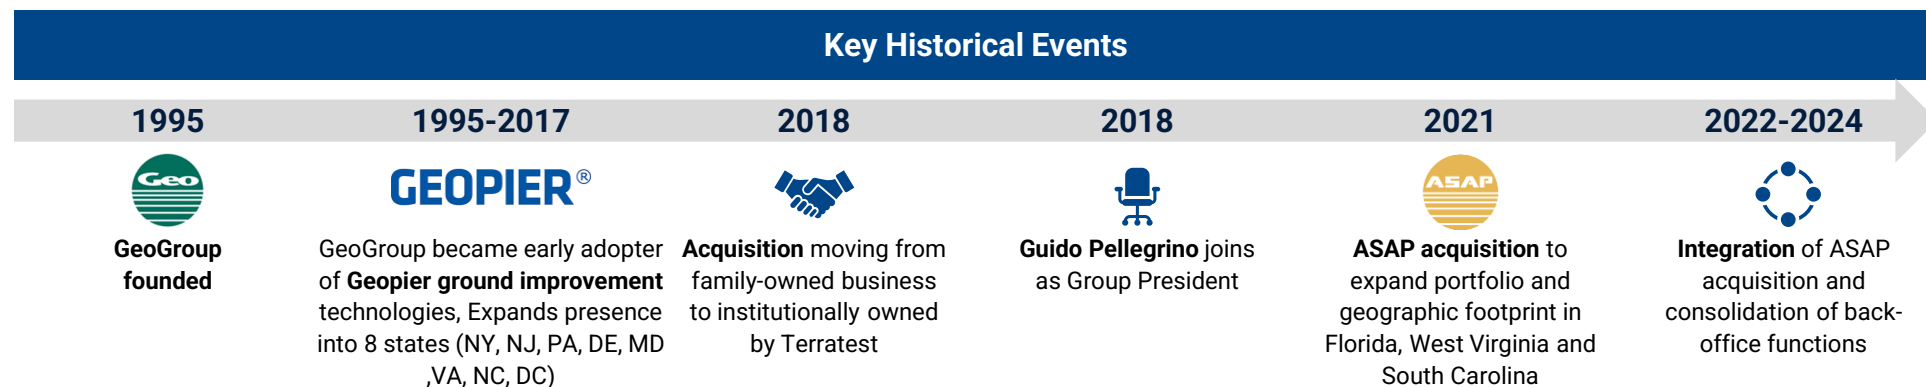 Key Historical Events
1995
1995-2017
2018
2018
2021
2022-2024
Geo
GeoGroup
founded
GEOPIER®
GeoGroup became early adopter
of Geopier ground improvement
technologies, Expands presence
into 8 states (NY, NJ, PA, DE, MD
,VA, NC, DC)
Acquisition moving from
family-owned business
to institutionally owned
by Terratest
Guido Pellegrino joins
as Group President
ASAP
ASAP acquisition to
expand portfolio and
geographic footprint in
Florida, West Virginia and
South Carolina
Integration of ASAP
acquisition and
consolidation of back-
office functions